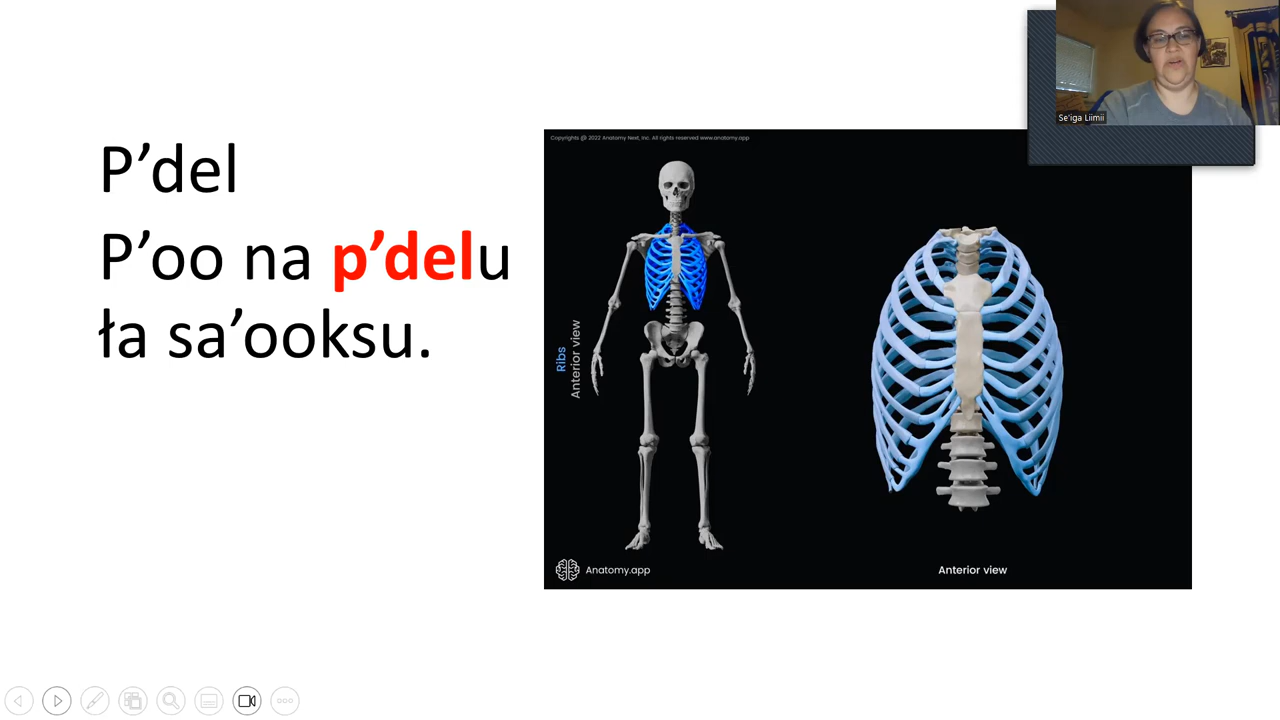 P’del
P’oo na p’delu
ła sa’ooksu.
Copyrights @ 2022 Anatomy Next, Inc. All rights reserved www.anatomy.app
Ribs
Anterior view
Anatomy.app
Anterior view
Se'iga Liimii